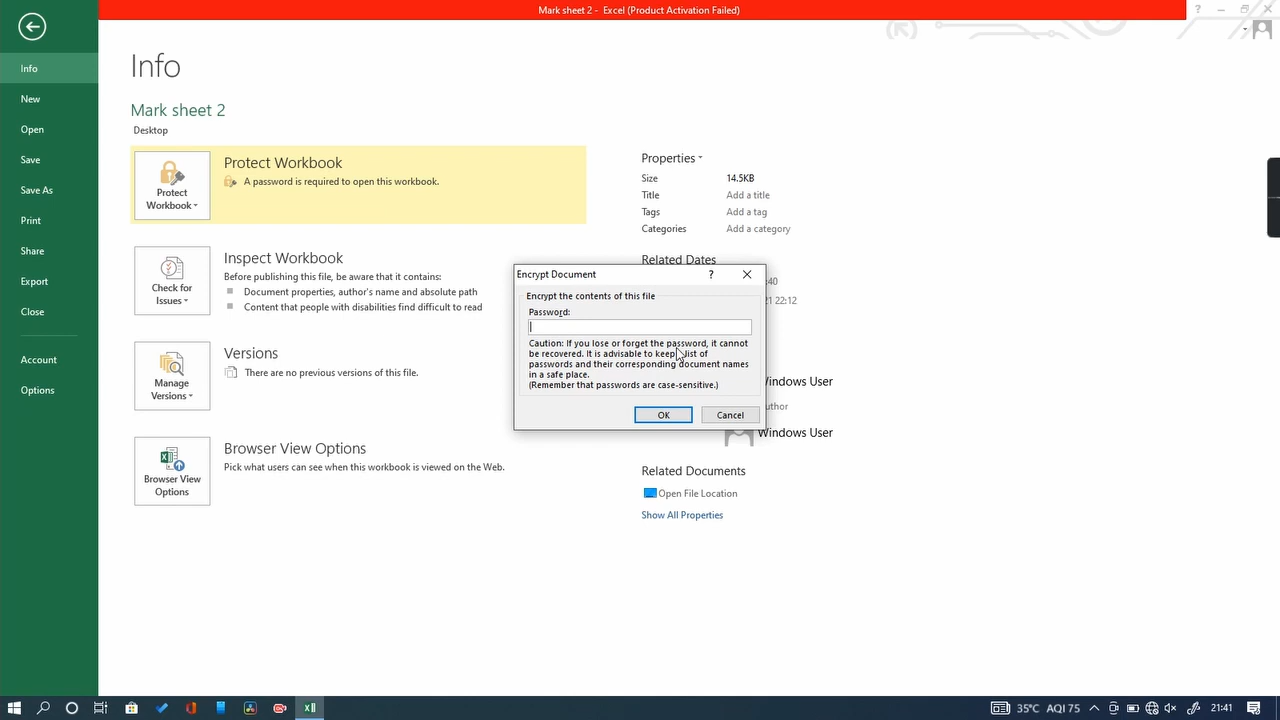 Mark sheet 2 - Excel (Product Activation Failed)
?
Info
New
Open
Save
Save As
Print
Share
Export
Close
Account
Options
Info
Mark sheet 2
Desktop
Protect Workbook
Protect Workbook
A password is required to open this workbook.
Check for Issues
Inspect Workbook
Before publishing this file, be aware that it contains:
Document properties, author's name and absolute path
Content that people with disabilities find difficult to read
Manage Versions
Versions
There are no previous versions of this file.
Browser View Options
Browser View Options
Pick what users can see when this workbook is viewed on the Web.
Properties
Size 14.5KB
Title Add a title
Tags Add a tag
Categories Add a category
Related Dates
:40
21 22:12
Windows User
uthor
Windows User
Related Documents
Open File Location
Show All Properties
Encrypt Document ?
Encrypt the contents of this file
Password:
Caution: If you lose or forget the password, it cannot
be recovered. It is advisable to keep list of
passwords and their corresponding document names
in a safe place.
(Remember that passwords are case-sensitive.)
OK Cancel
35°C AQI 75 21:41